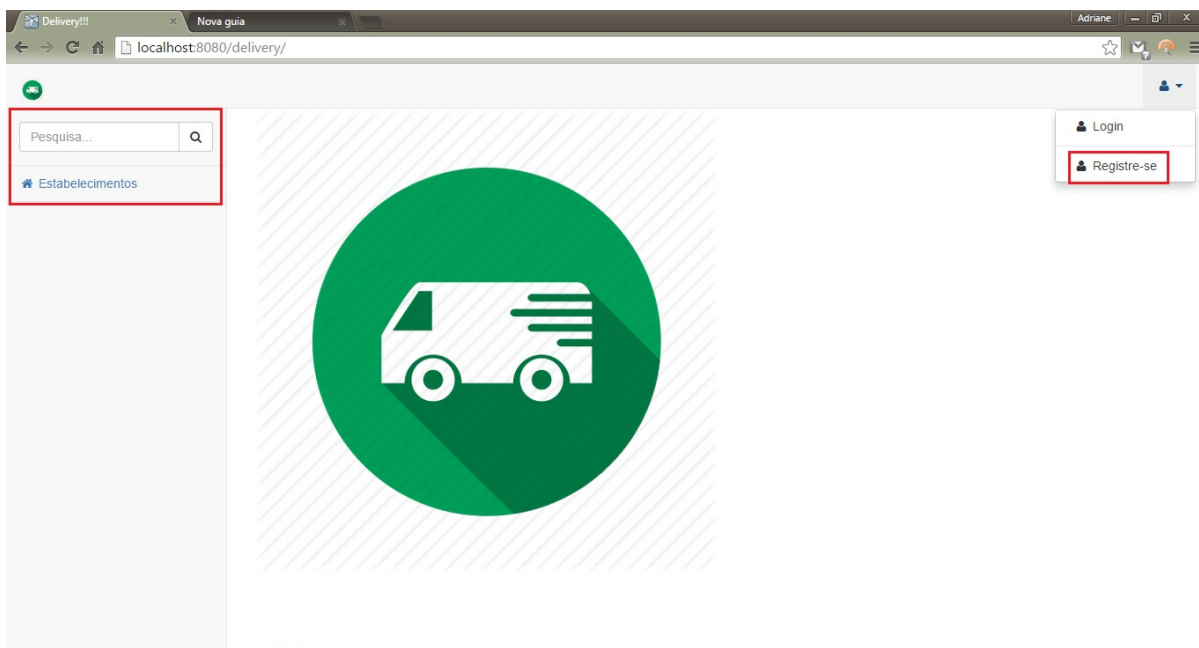 Delivery!!!
Nova guia
Adriane
localhost:8080/delivery/
Pesquisa...
Estabelecimentos
Login
Registre-se